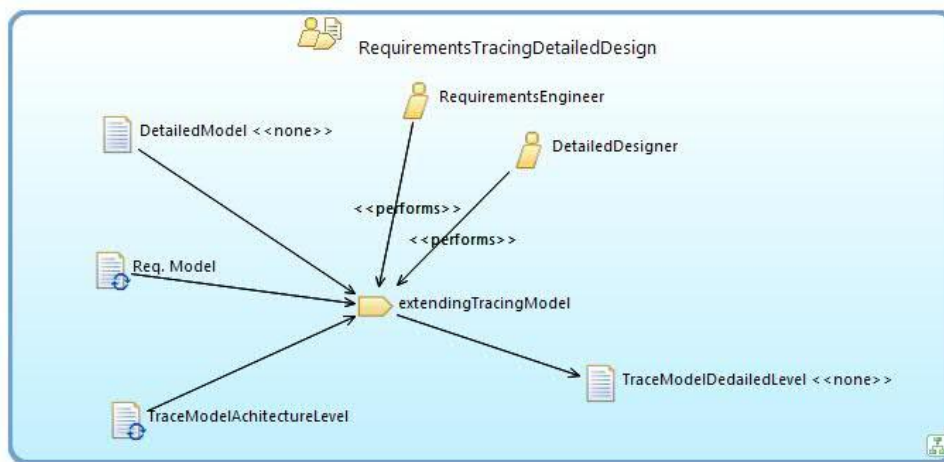 RequirementsTracingDetailedDesign
RequirementsEngineer
DetailedModel <<none>>
DetailedDesigner
<<performs>>
<<performs>>
Req. Model
extendingTracingModel
TraceModelDedailedLevel <<none>>
TraceModelAchitectureLevel